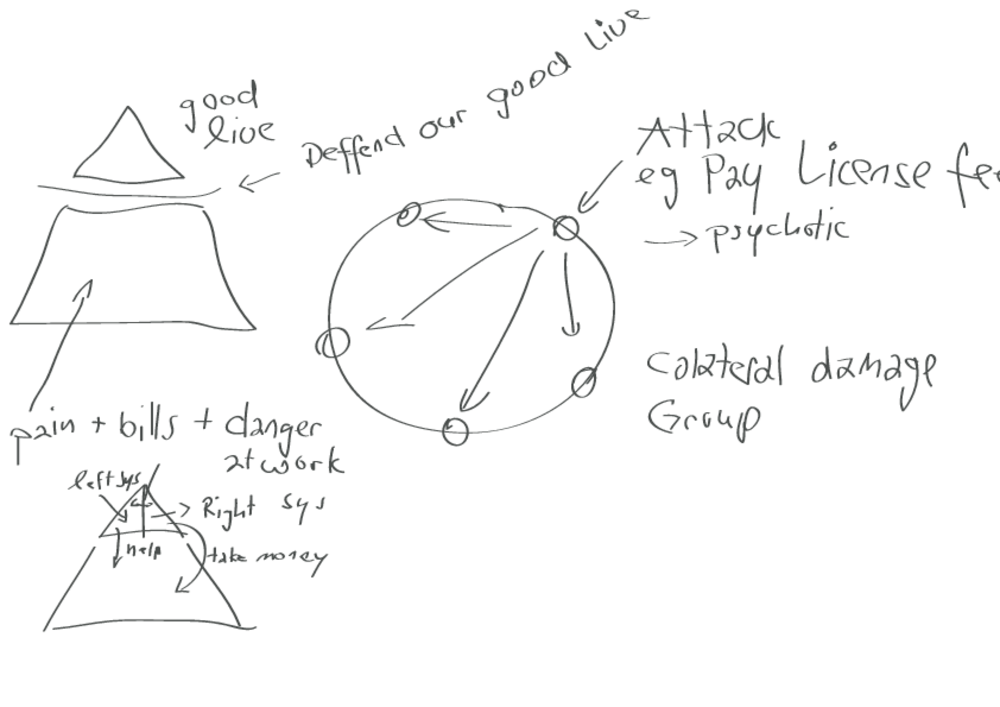 good
live
Deffend our good Live
Attack
eg Pay License fe
→ psychotic
Colateral damage
Group
pain + bills + danger
at work
left sys
Right sys
help
take money